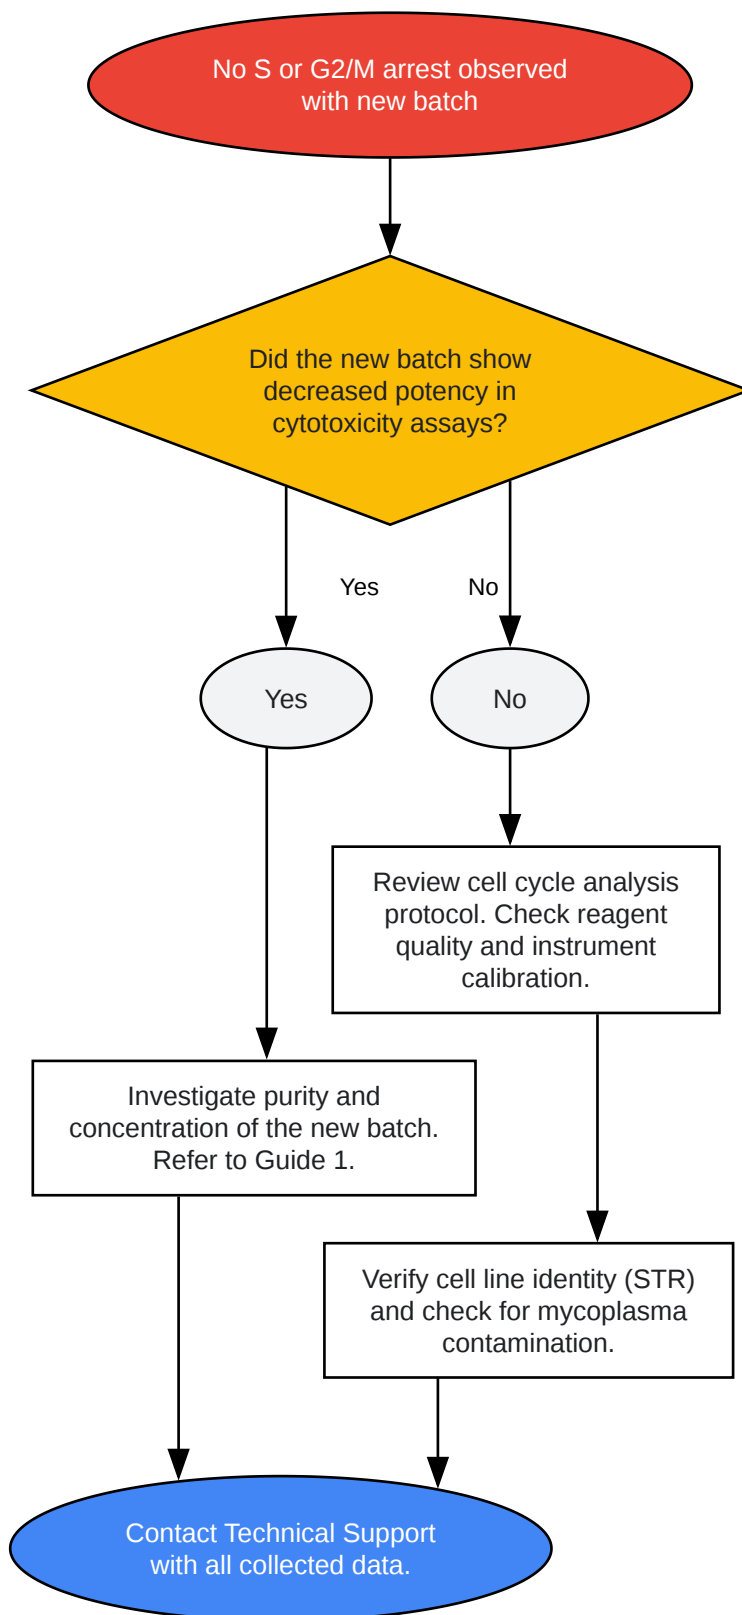 No S or G2/M arrest observed
with new batch
Did the new batch show
decreased potency in
cytotoxicity assays?
Yes
No
Yes
No
Review cell cycle analysis
protocol. Check reagent
quality and instrument
calibration.
Investigate purity and
concentration of the new batch.
Refer to Guide 1.
Verify cell line identity (STR)
and check for mycoplasma
contamination.
Contact Technical Support
with all collected data.